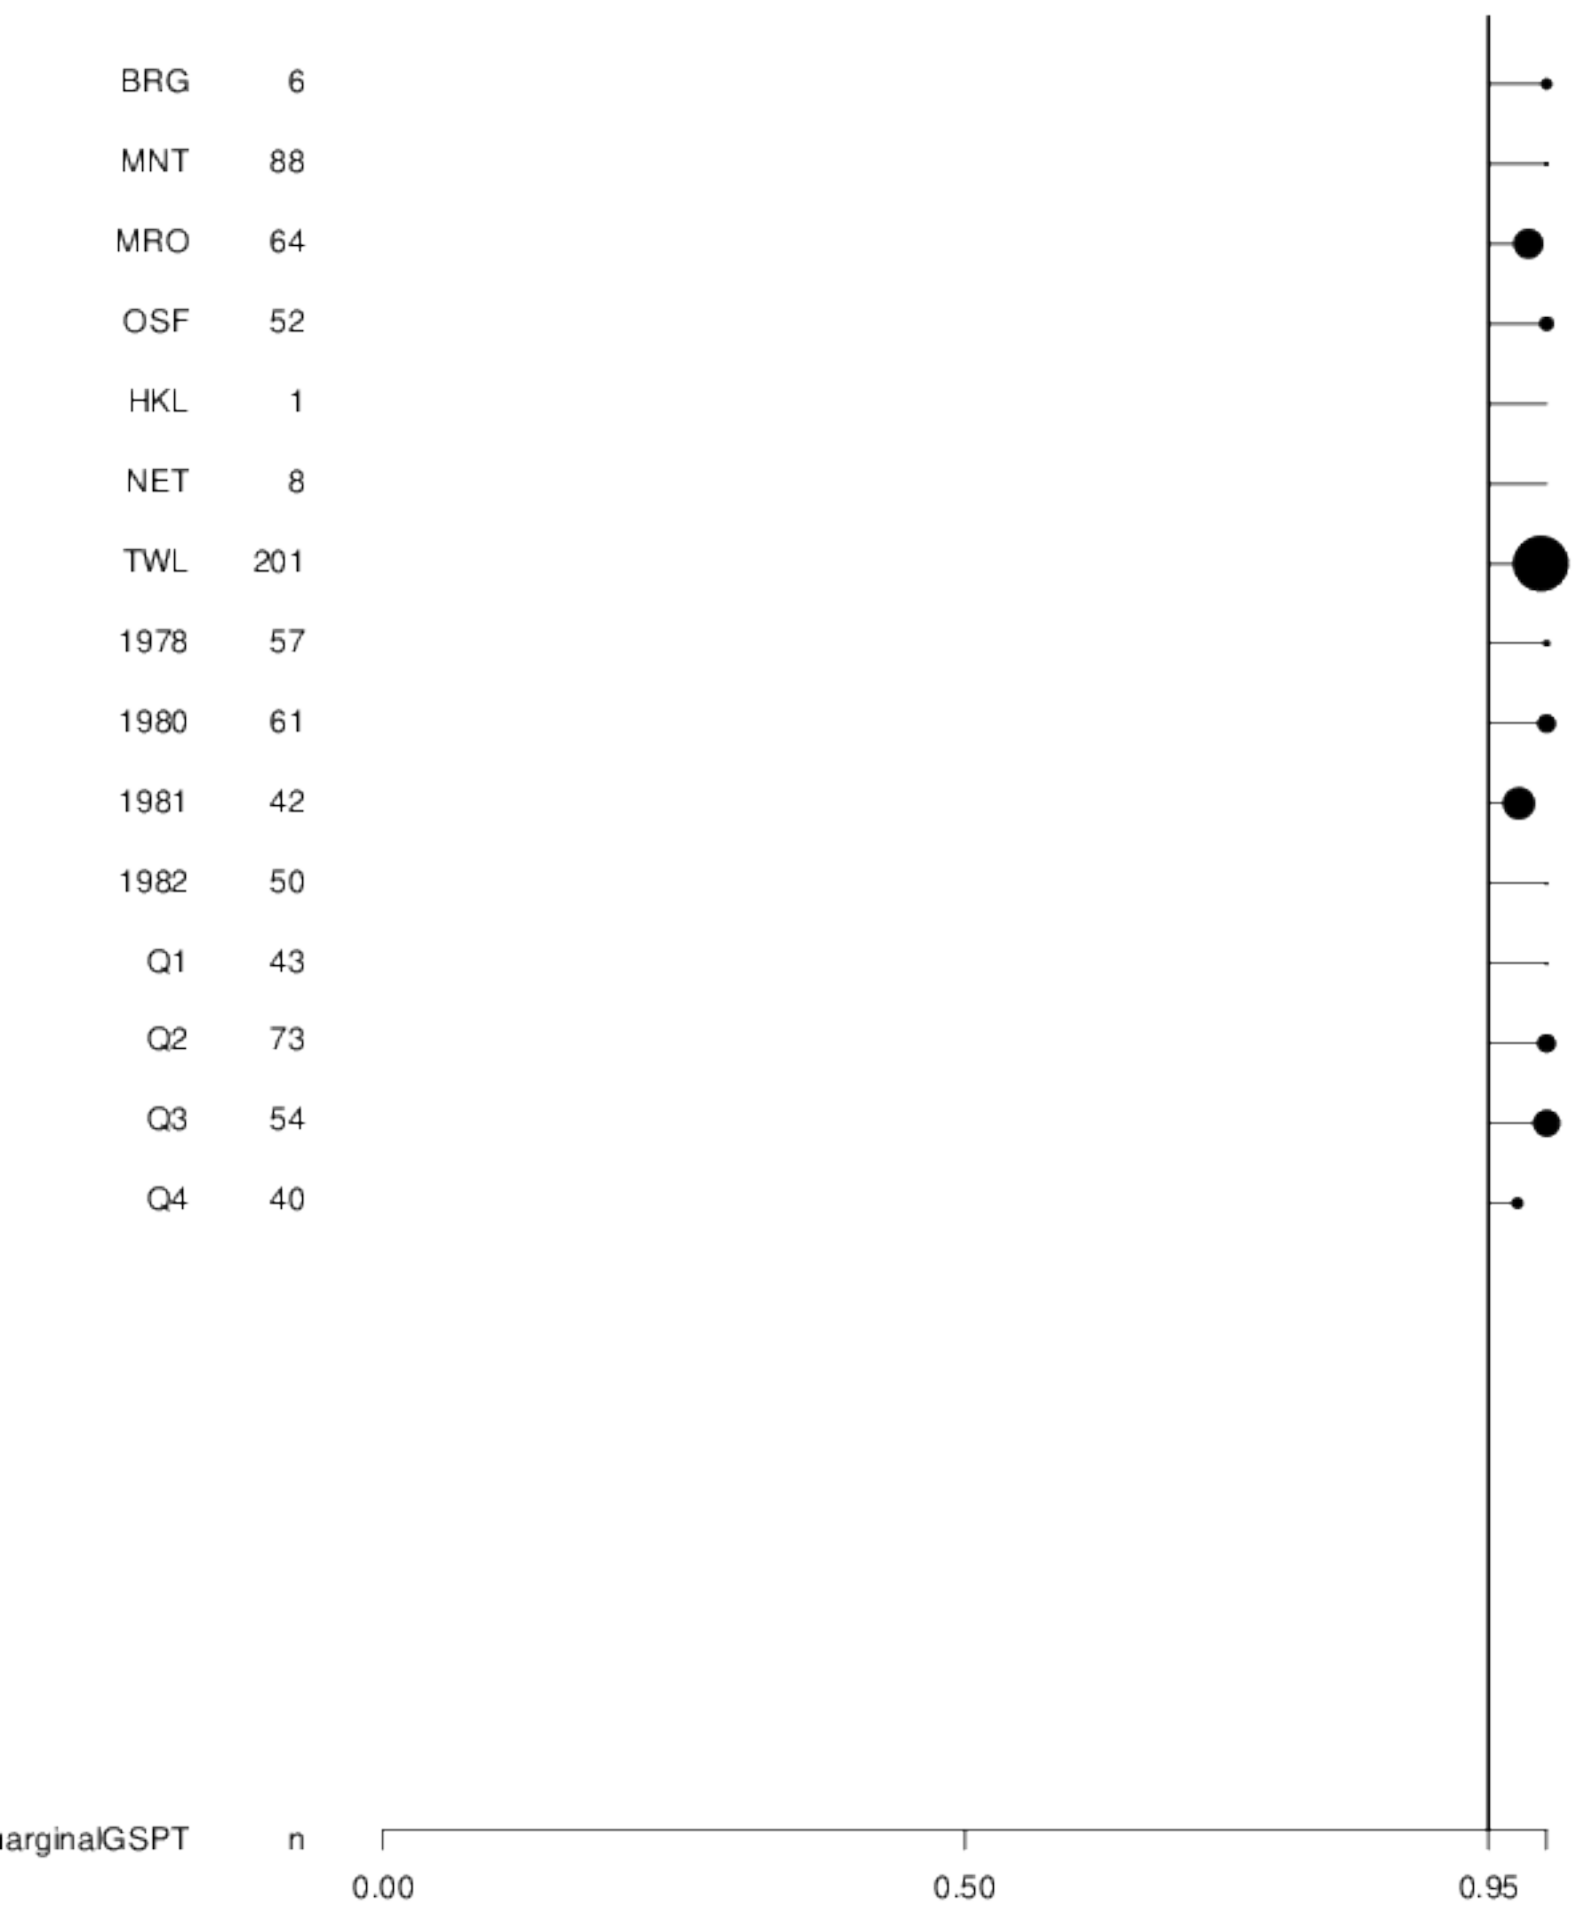 BRG 6
MNT 88
MRO 64
OSF 52
HKL 1
NET 8
TWL 201
1978 57
1980 61
1981 42
1982 50
Q1 43
Q2 73
Q3 54
Q4 40
arginalGSPT n
0.00 0.50 0.95